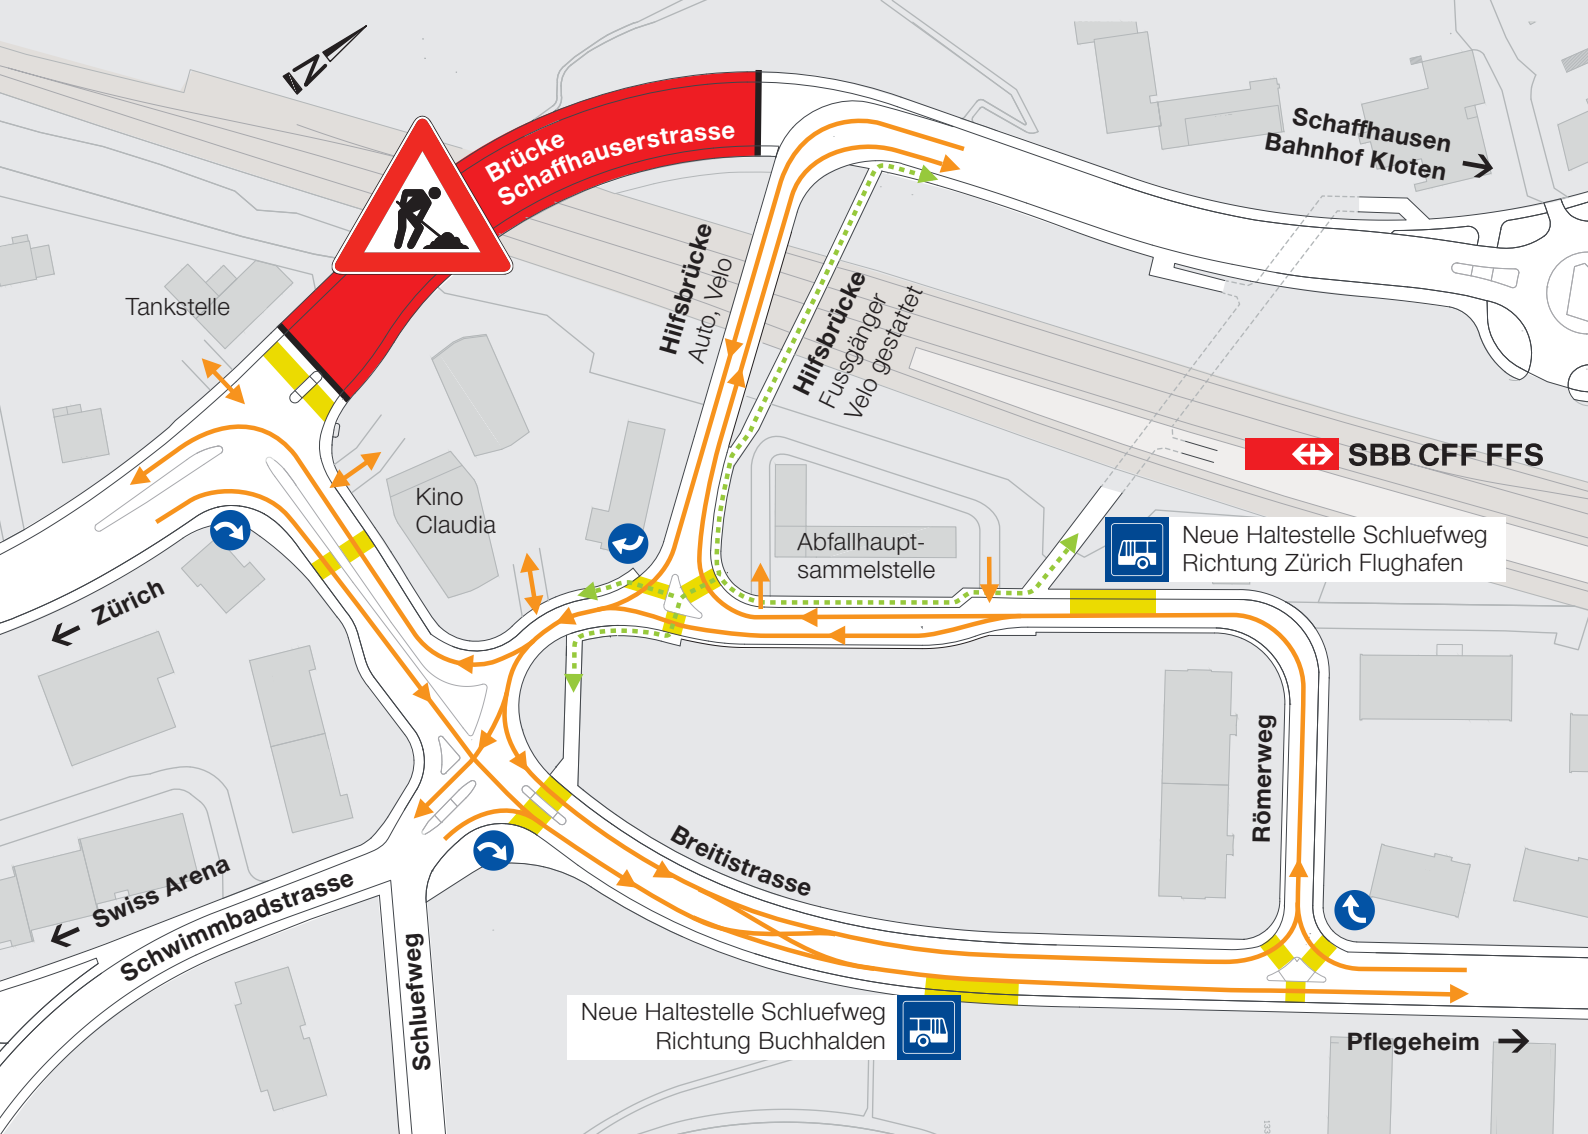 N
Brücke
Schaffhauserstrasse
Schaffhausen
Bahnhof Kloten
Tankstelle
Hilfsbrücke
Auto, Velo
Hilfsbrücke
Fussgänger
Velo gestattet
SBB CFF FFS
Kino
Claudia
Abfallhaupt-
sammelstelle
Neue Haltestelle Schluefweg
Richtung Zürich Flughafen
Zürich
Römerweg
Breitistrasse
Swiss Arena
Schwimmbadstrasse
Schluefweg
Neue Haltestelle Schluefweg
Richtung Buchhalden
Pflegeheim